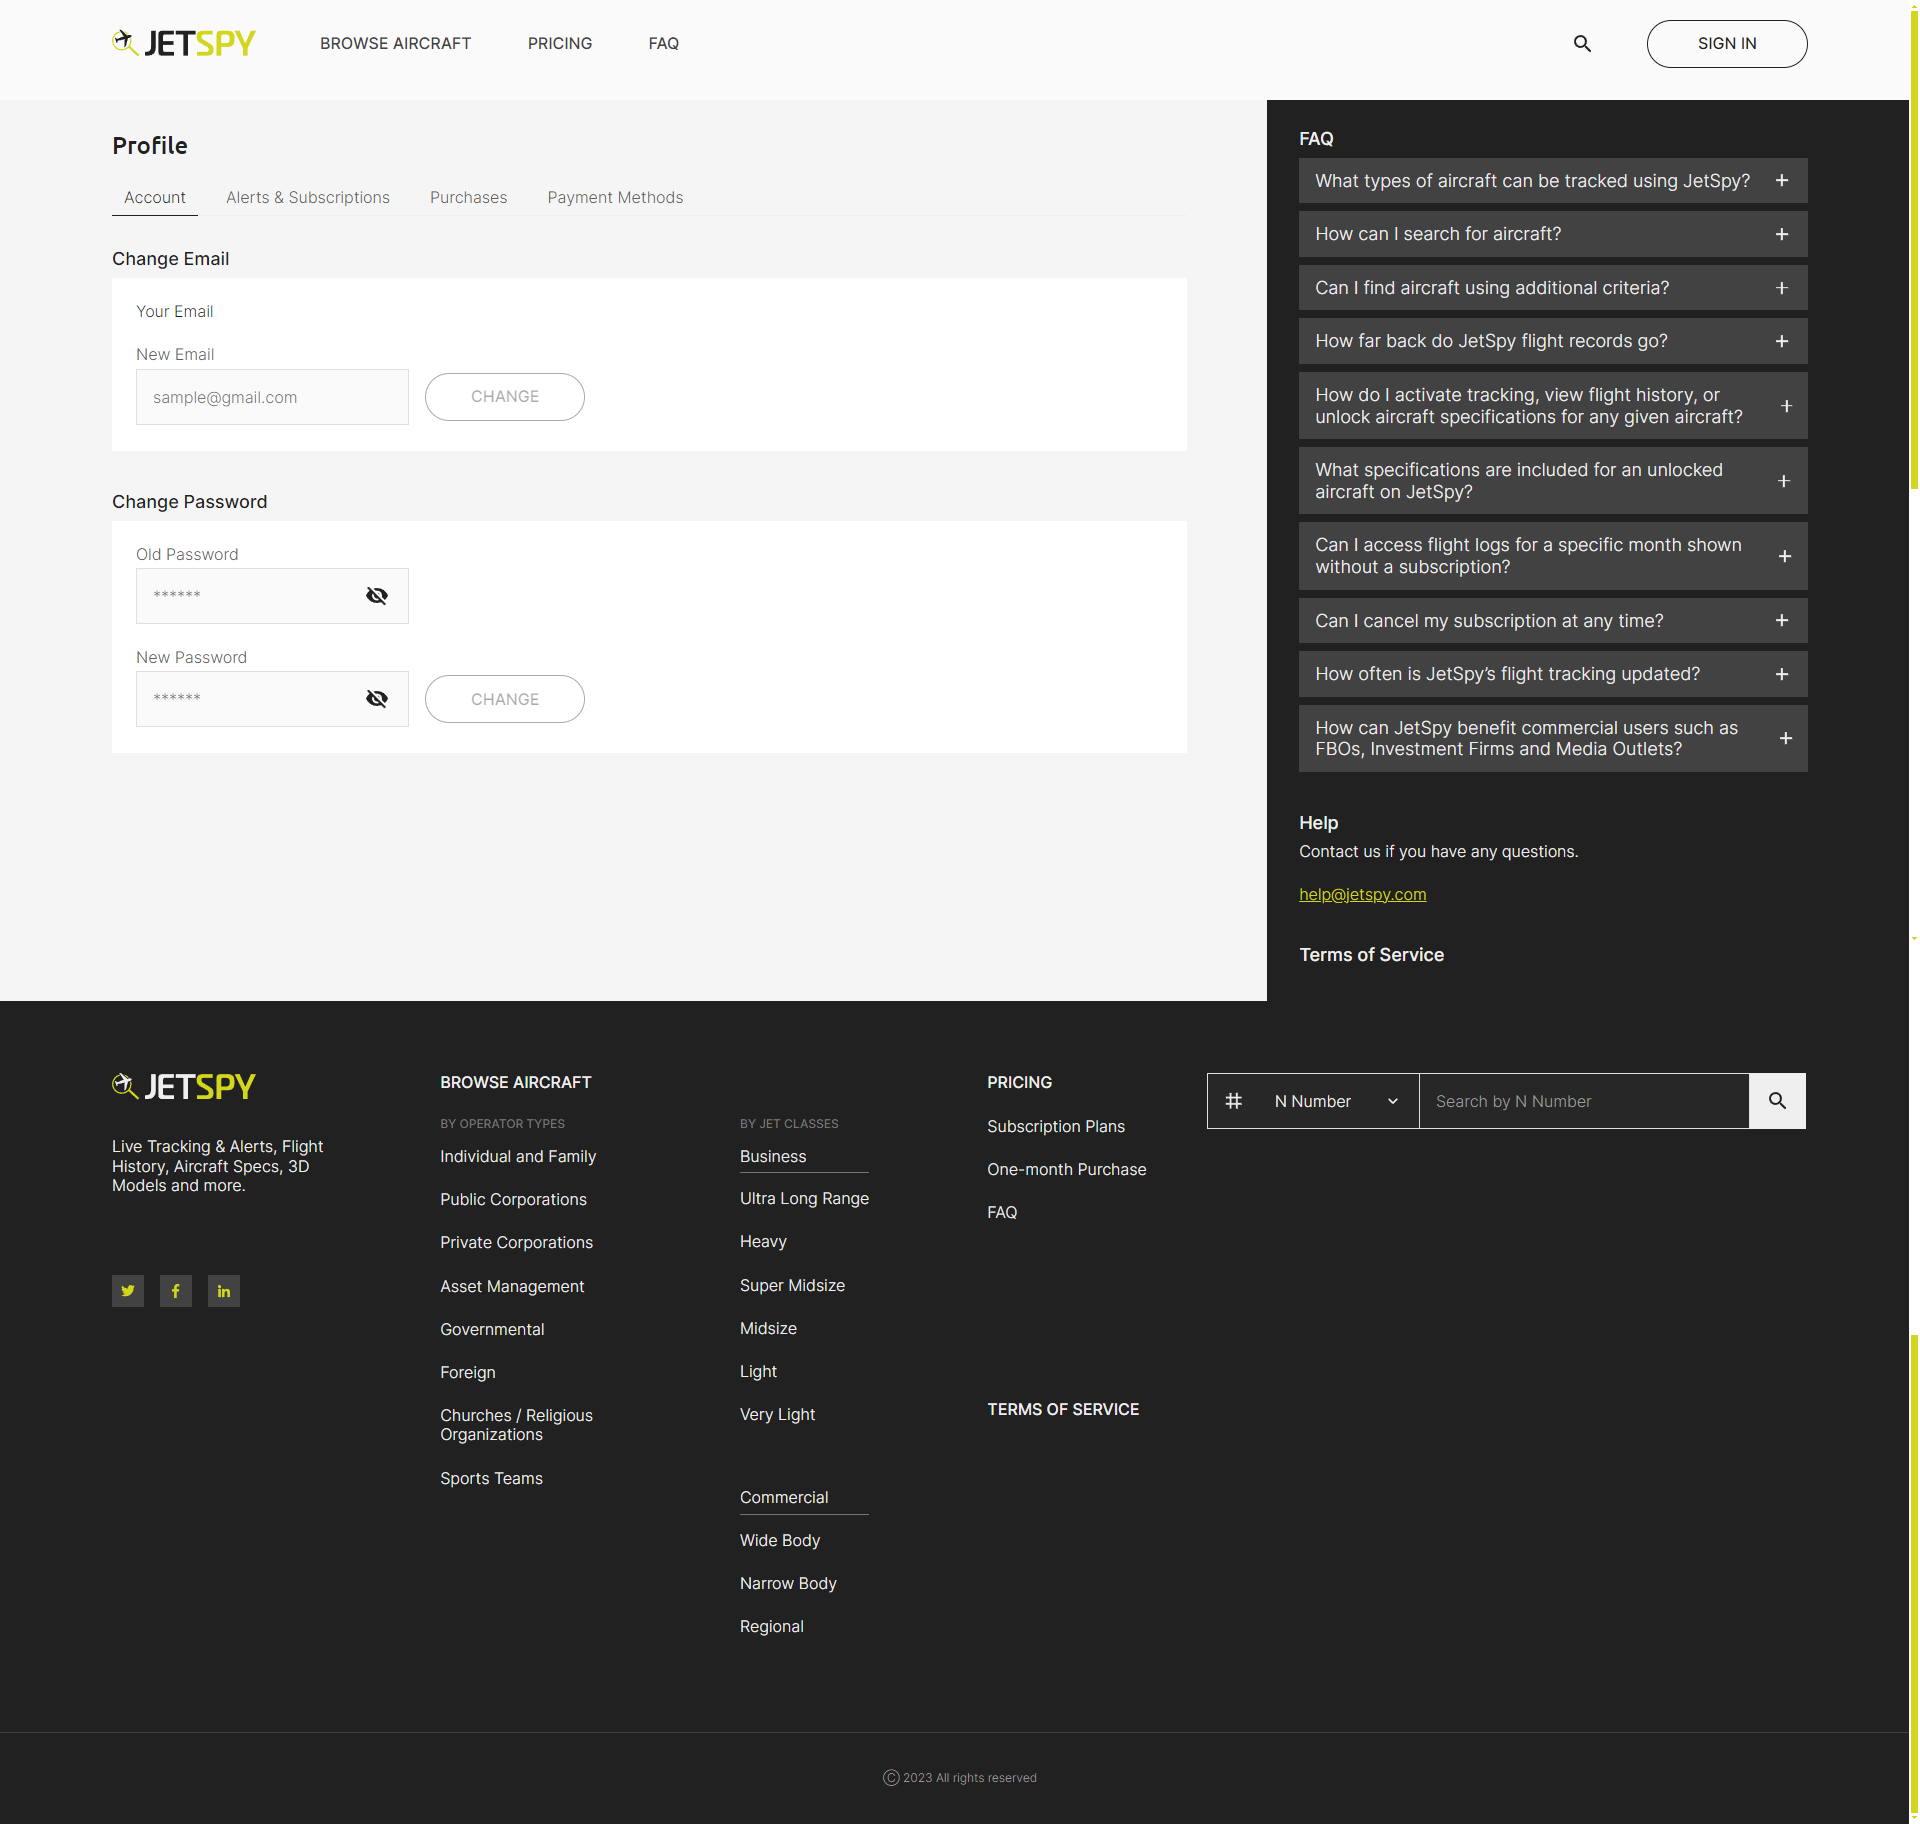 JETSPY
BROWSE AIRCRAFT
PRICING
FAQ
SIGN IN
Profile
Account
Alerts & Subscriptions
Purchases
Payment Methods
Change Email
Your Email
New Email
sample@gmail.com
CHANGE
Change Password
Old Password
******
New Password
******
CHANGE
FAQ
What types of aircraft can be tracked using JetSpy?
How can I search for aircraft?
Can I find aircraft using additional criteria?
How far back do JetSpy flight records go?
How do I activate tracking, view flight history, or
unlock aircraft specifications for any given aircraft?
What specifications are included for an unlocked
aircraft on JetSpy?
Can I access flight logs for a specific month shown
without a subscription?
Can I cancel my subscription at any time?
How often is JetSpy’s flight tracking updated?
How can JetSpy benefit commercial users such as
FBOs, Investment Firms and Media Outlets?
Help
Contact us if you have any questions.
help@jetspy.com
Terms of Service
JETSPY
Live Tracking & Alerts, Flight
History, Aircraft Specs, 3D
Models and more.
BROWSE AIRCRAFT
BY OPERATOR TYPES
Individual and Family
Public Corporations
Private Corporations
Asset Management
Governmental
Foreign
Churches / Religious
Organizations
Sports Teams
BY JET CLASSES
Business
Ultra Long Range
Heavy
Super Midsize
Midsize
Light
Very Light
Commercial
Wide Body
Narrow Body
Regional
PRICING
Subscription Plans
One-month Purchase
FAQ
TERMS OF SERVICE
# N Number
Search by N Number
© 2023 All rights reserved